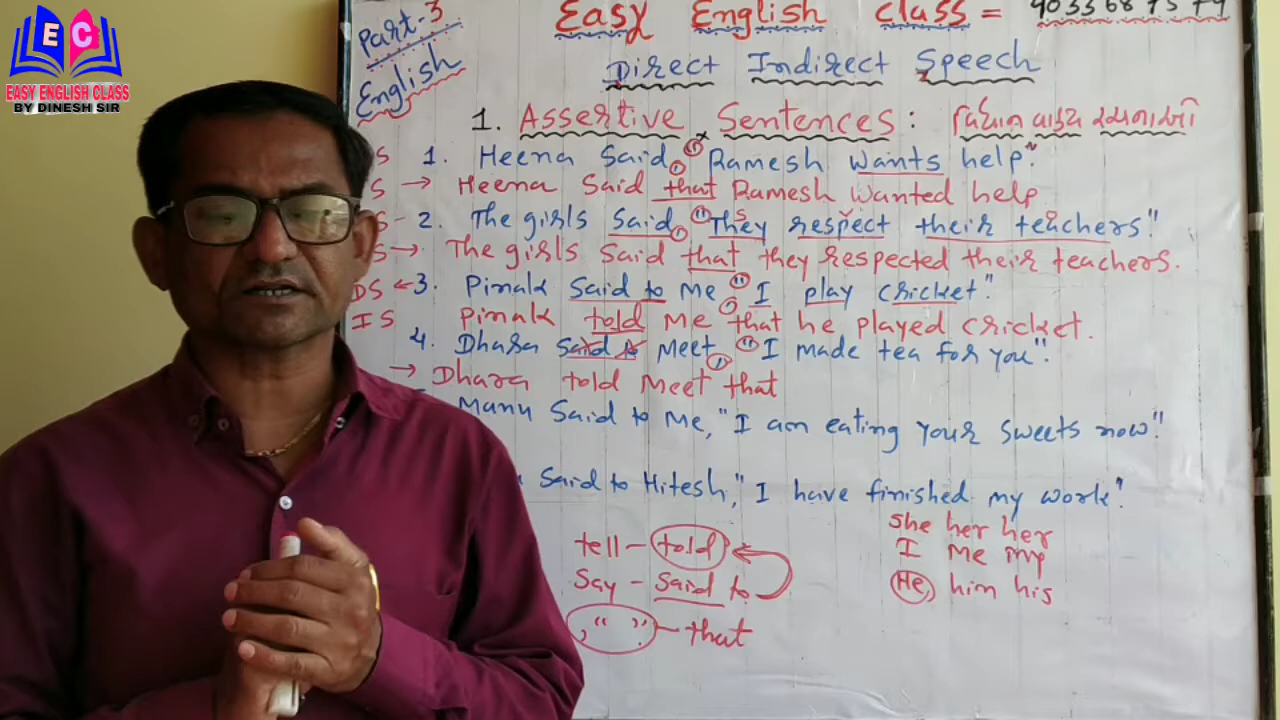 EC
EASY ENGLISH CLASS
BY DINESH SIR
Part-3
English
Easy English Class =
Direct Indirect Speech
1. Assertive Sentences :
S 1. Heena Said, "Ramesh wants help"
S → Heena Said that Ramesh Wanted help.
S - 2. The girls Said, "They respect their teachers"
S → The girls Said that they respected their teachers.
DS ← 3. Pinak Said to Me, "I play cricket".
IS Pinak told Me that he played cricket.
4. Dhara Said to Meet, "I made tea for you".
→ Dhara told Meet that
Manu Said to Me, "I am eating your sweets now".
Said to Hitesh, "I have finished my work".
tell - told
Say - Said to
," " - that
She her her
I Me my
He, him his